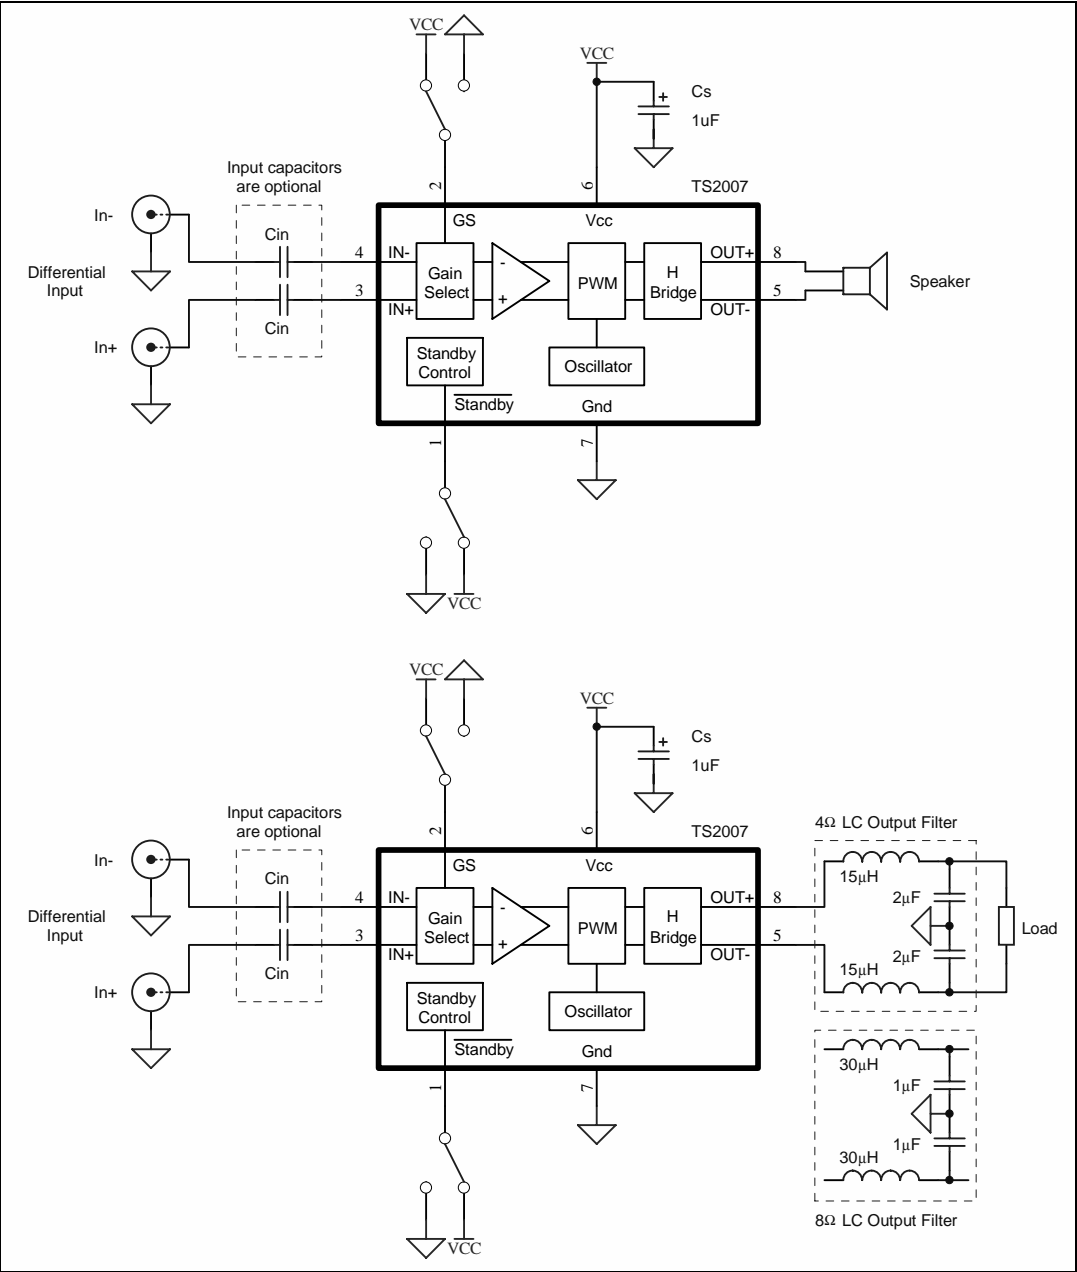 VCC
VCC
Cs
1uF
Input capacitors
are optional
2
6
TS2007
In-
GS
Vcc
Cin
4
IN-
OUT+
8
Differential
Input
Gain
Select
-
+
PWM
H
Bridge
Speaker
3
IN+
OUT-
5
Cin
In+
Standby
Control
Oscillator
Standby
Gnd
1
7
VCC
VCC
VCC
Cs
1uF
Input capacitors
are optional
2
6
TS2007
4Ω LC Output Filter
In-
GS
Vcc
15μH
Cin
4
IN-
OUT+
8
2μF
Differential
Input
Gain
Select
-
+
PWM
H
Bridge
Load
3
IN+
OUT-
5
2μF
Cin
15μH
In+
Standby
Control
Oscillator
Standby
Gnd
30μH
1
7
1μF
1μF
30μH
8Ω LC Output Filter
VCC